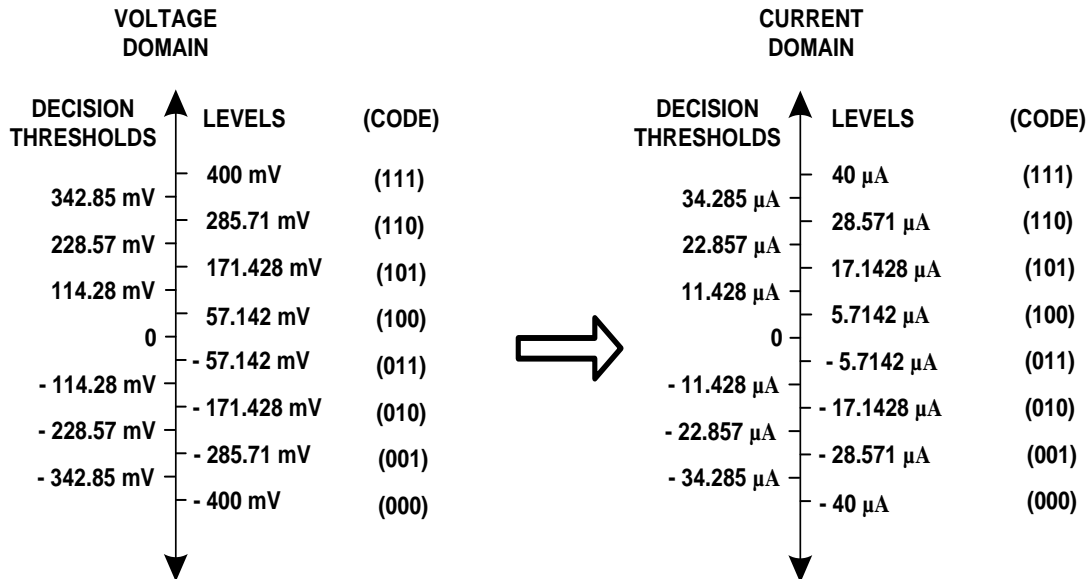 VOLTAGE
DOMAIN
DECISION
THRESHOLDS
LEVELS
(CODE)
400 mV
(111)
342.85 mV
285.71 mV
(110)
228.57 mV
171.428 mV
(101)
114.28 mV
57.142 mV
(100)
0
- 57.142 mV
(011)
- 114.28 mV
- 171.428 mV
(010)
- 228.57 mV
- 285.71 mV
(001)
- 342.85 mV
- 400 mV
(000)
CURRENT
DOMAIN
DECISION
THRESHOLDS
LEVELS
(CODE)
40 µA
(111)
34.285 µA
28.571 µA
(110)
22.857 µA
17.1428 µA
(101)
11.428 µA
5.7142 µA
(100)
0
- 5.7142 µA
(011)
- 11.428 µA
- 17.1428 µA
(010)
- 22.857 µA
- 28.571 µA
(001)
- 34.285 µA
- 40 µA
(000)